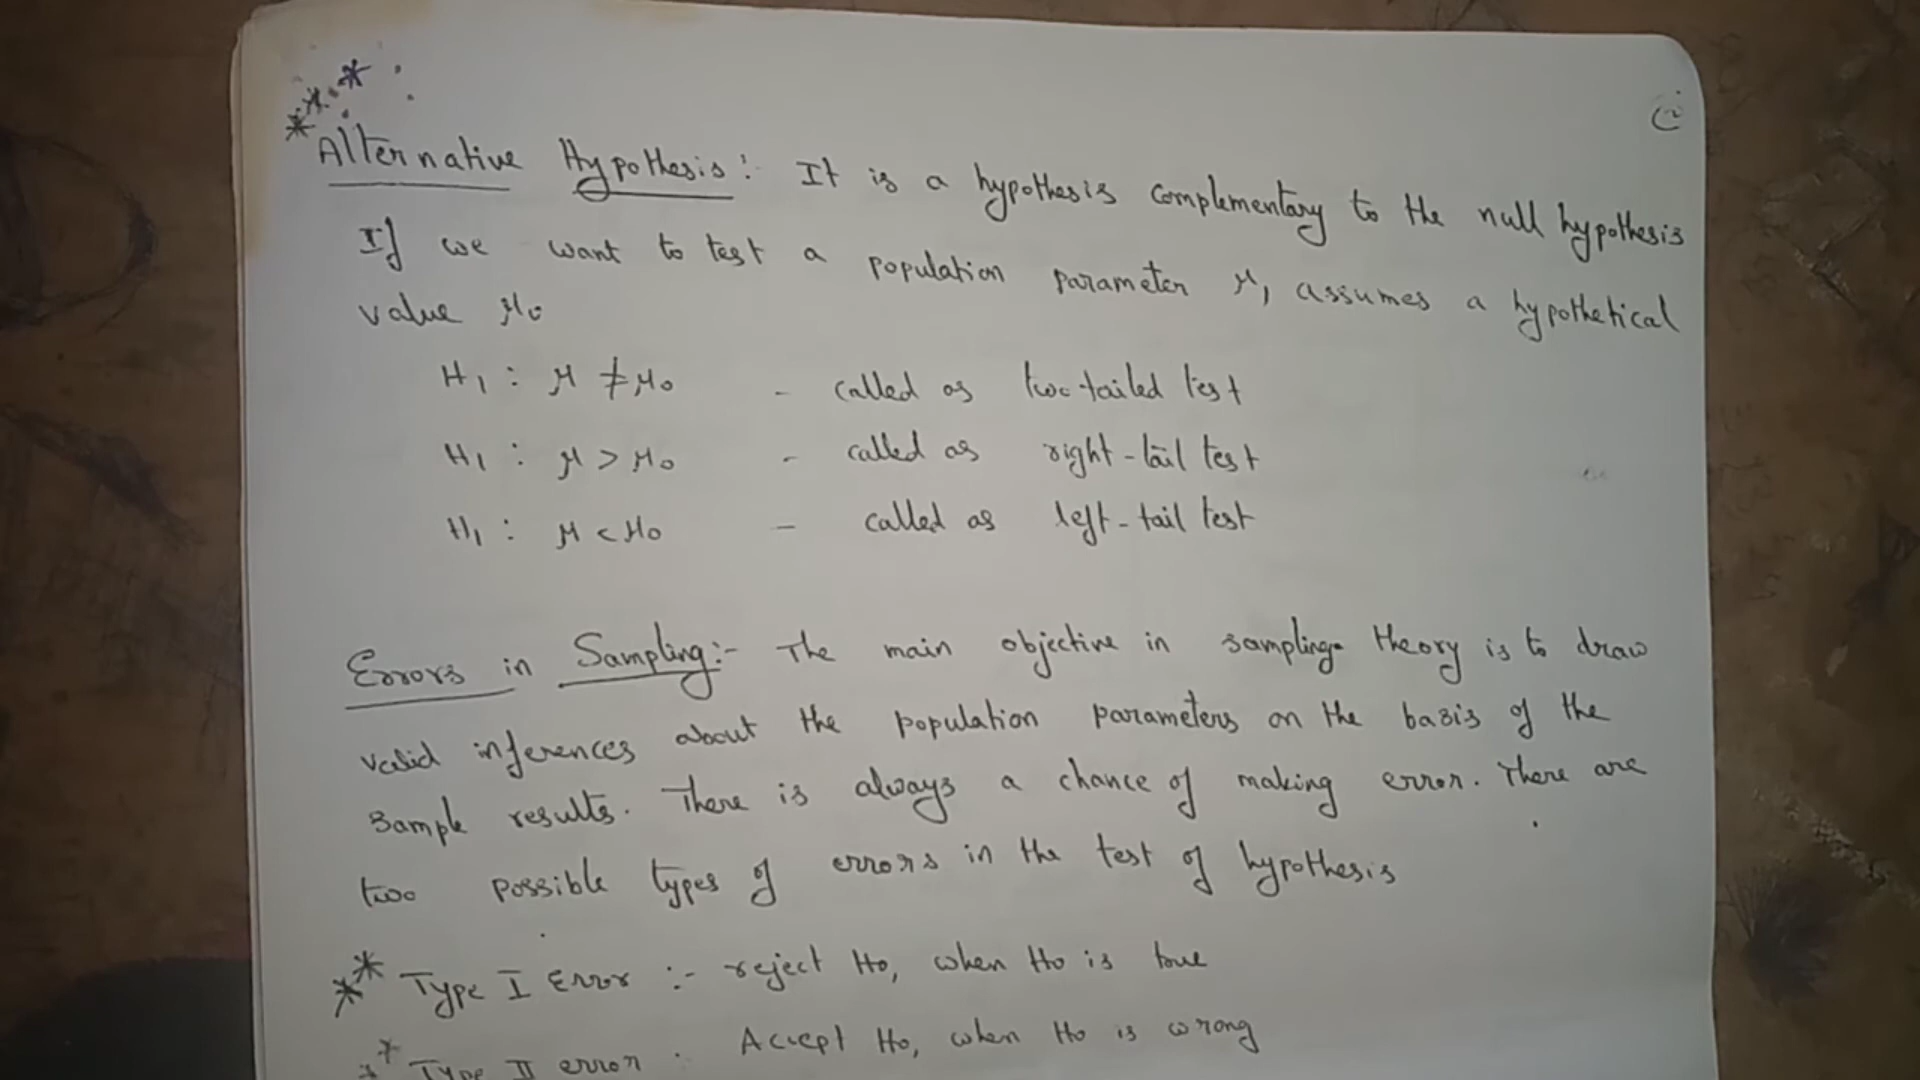 Alternative Hypothesis :- It is a hypothesis complementary to the null hypothesis
If we want to test a population parameter μ, assumes a hypothetical
value μ₀
H₁ : μ ≠ μ₀ - called as two-tailed test
H₁ : μ > μ₀ - called as right-tail test
H₁ : μ < μ₀ - called as left-tail test
Errors in Sampling:- The main objective in sampling theory is to draw
valid inferences about the population parameters on the basis of the
sample results. There is always a chance of making error. There are
two possible types of errors in the test of hypothesis
** Type I Error :- reject H₀, when H₀ is true
** Type II error : Accept H₀, when H₀ is wrong